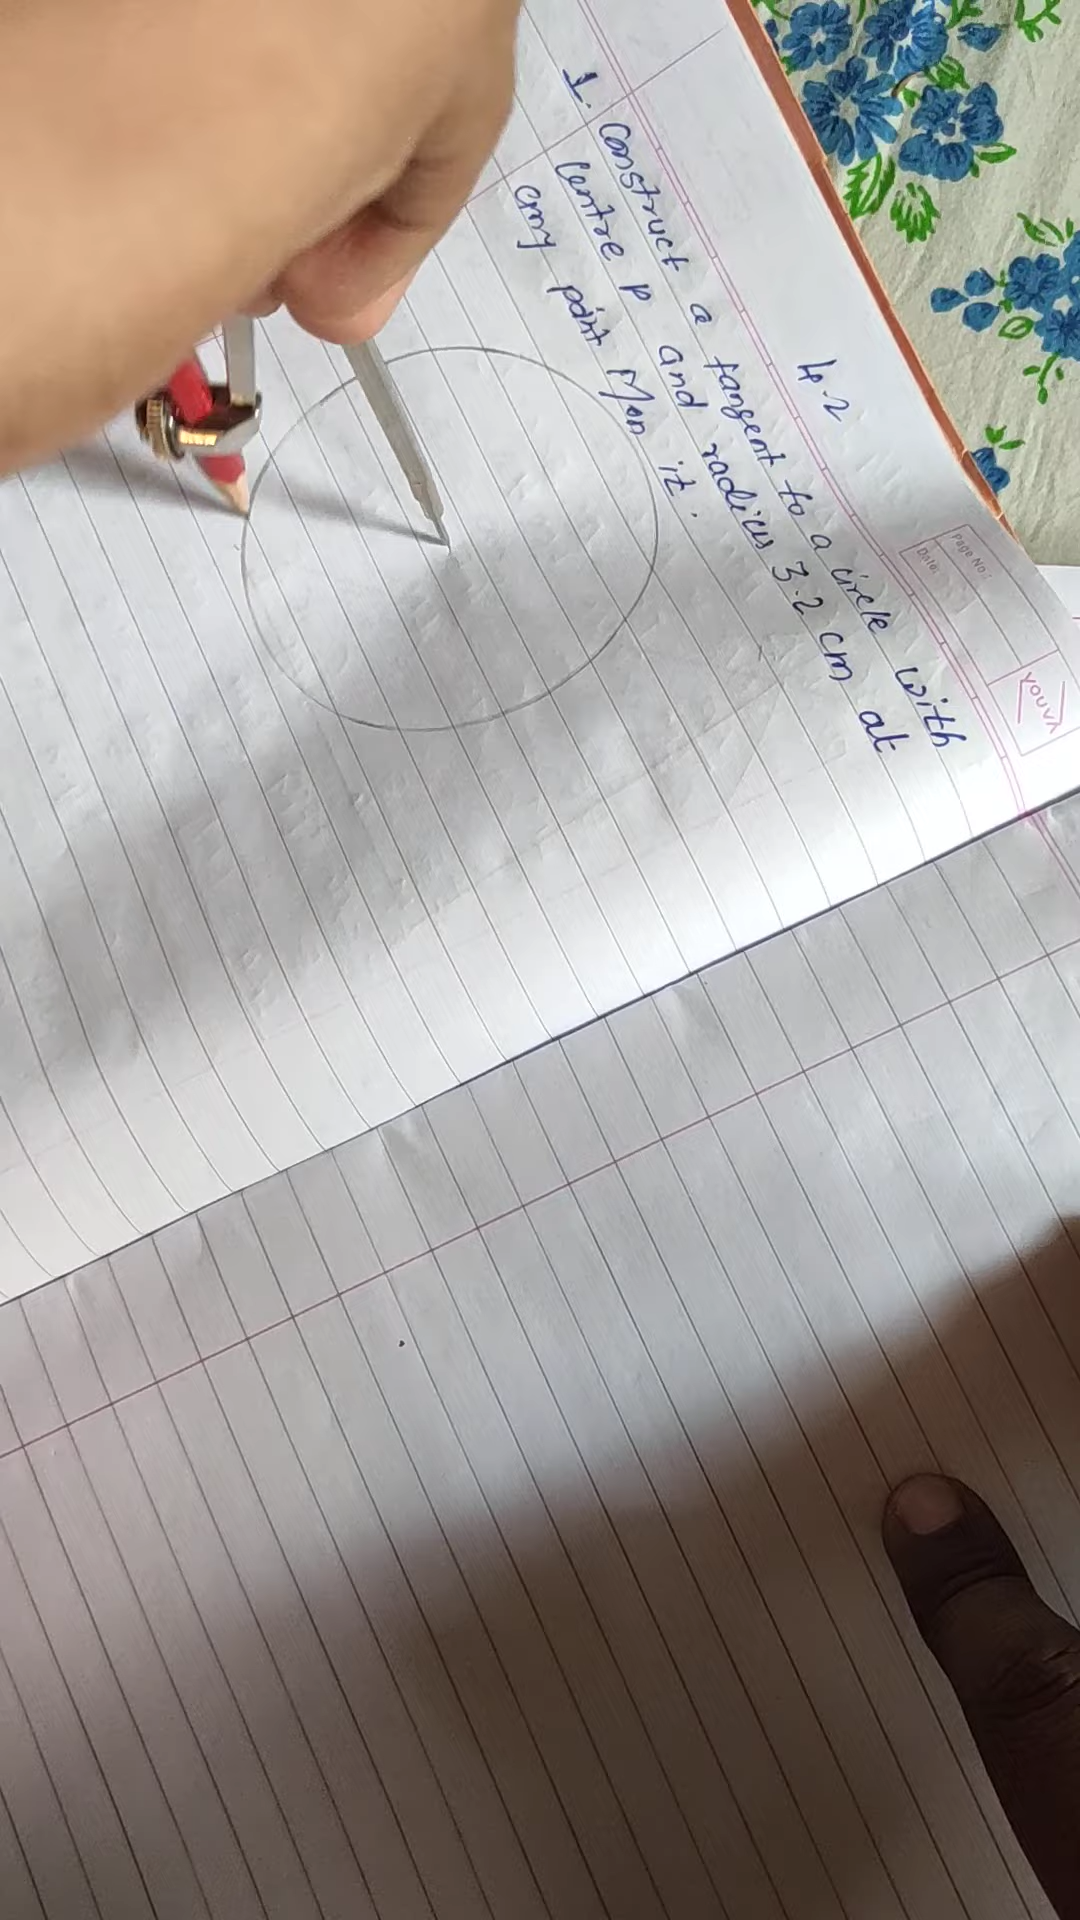 Page No.:
Date:
YOUVA
4.2
1. Construct a tangent to a circle with
Centre P and radius 3.2 cm at
any point M on it.